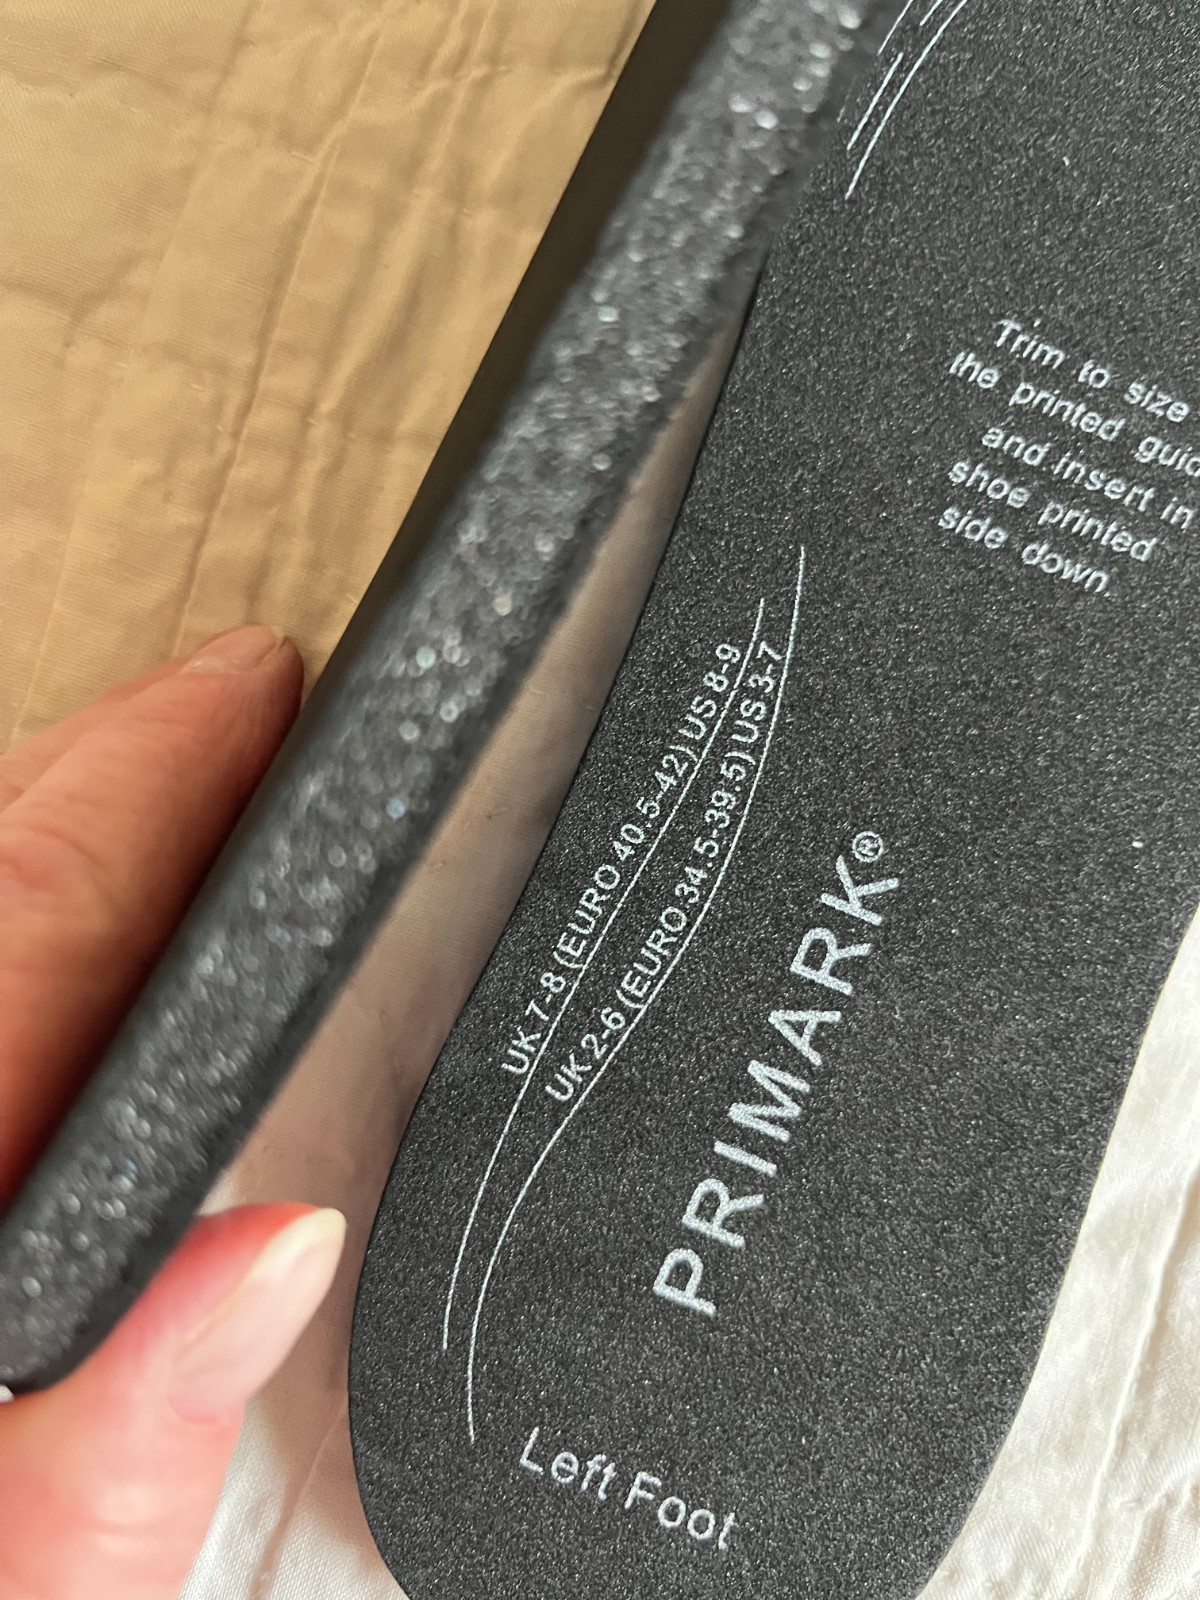 Trim to size
the printed
and insert in
shoe printed
side down.
UK 7-8 (EURO 40.5-42) US 8-9
UK 2-6 (EURO 34.5-39.5) US 3-7
PRIMARK®
Left Foot